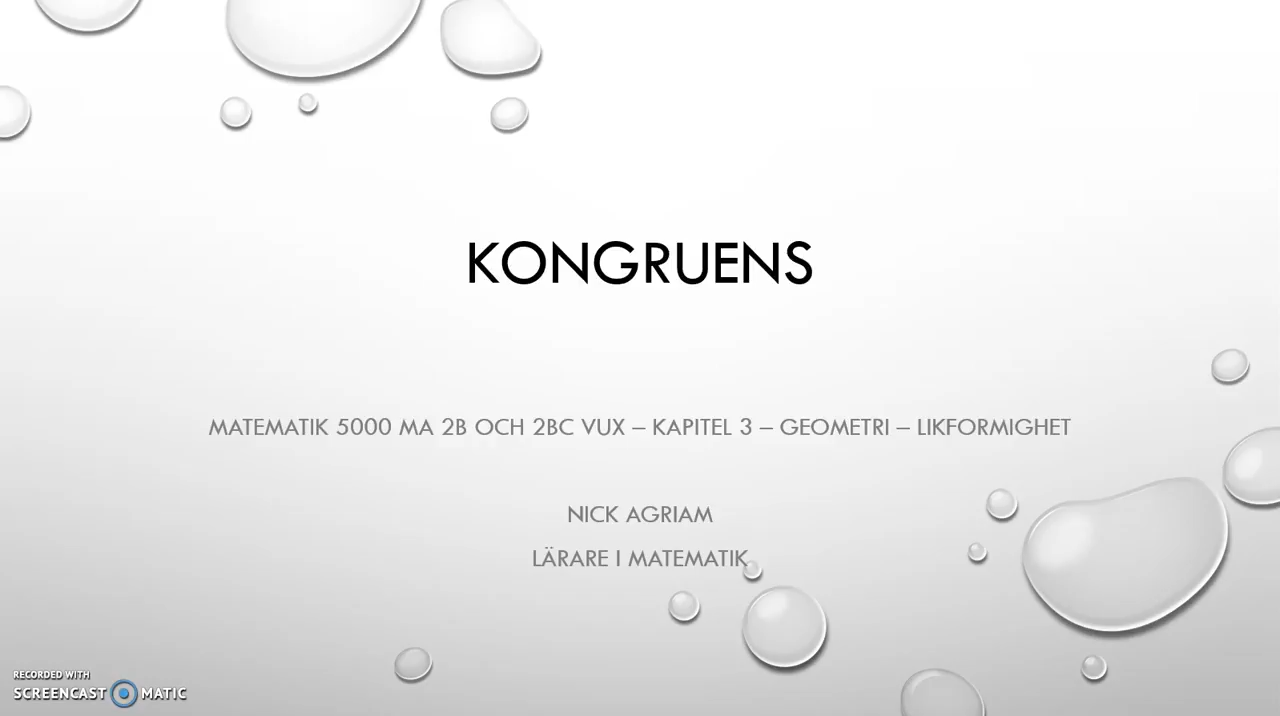 KONGRUENS
MATEMATIK 5000 MA 2B OCH 2BC VUX – KAPITEL 3 – GEOMETRI – LIKFORMIGHET
NICK AGRIAM
LÄRARE I MATEMATIK
RECORDED WITH
SCREENCAST MATIC